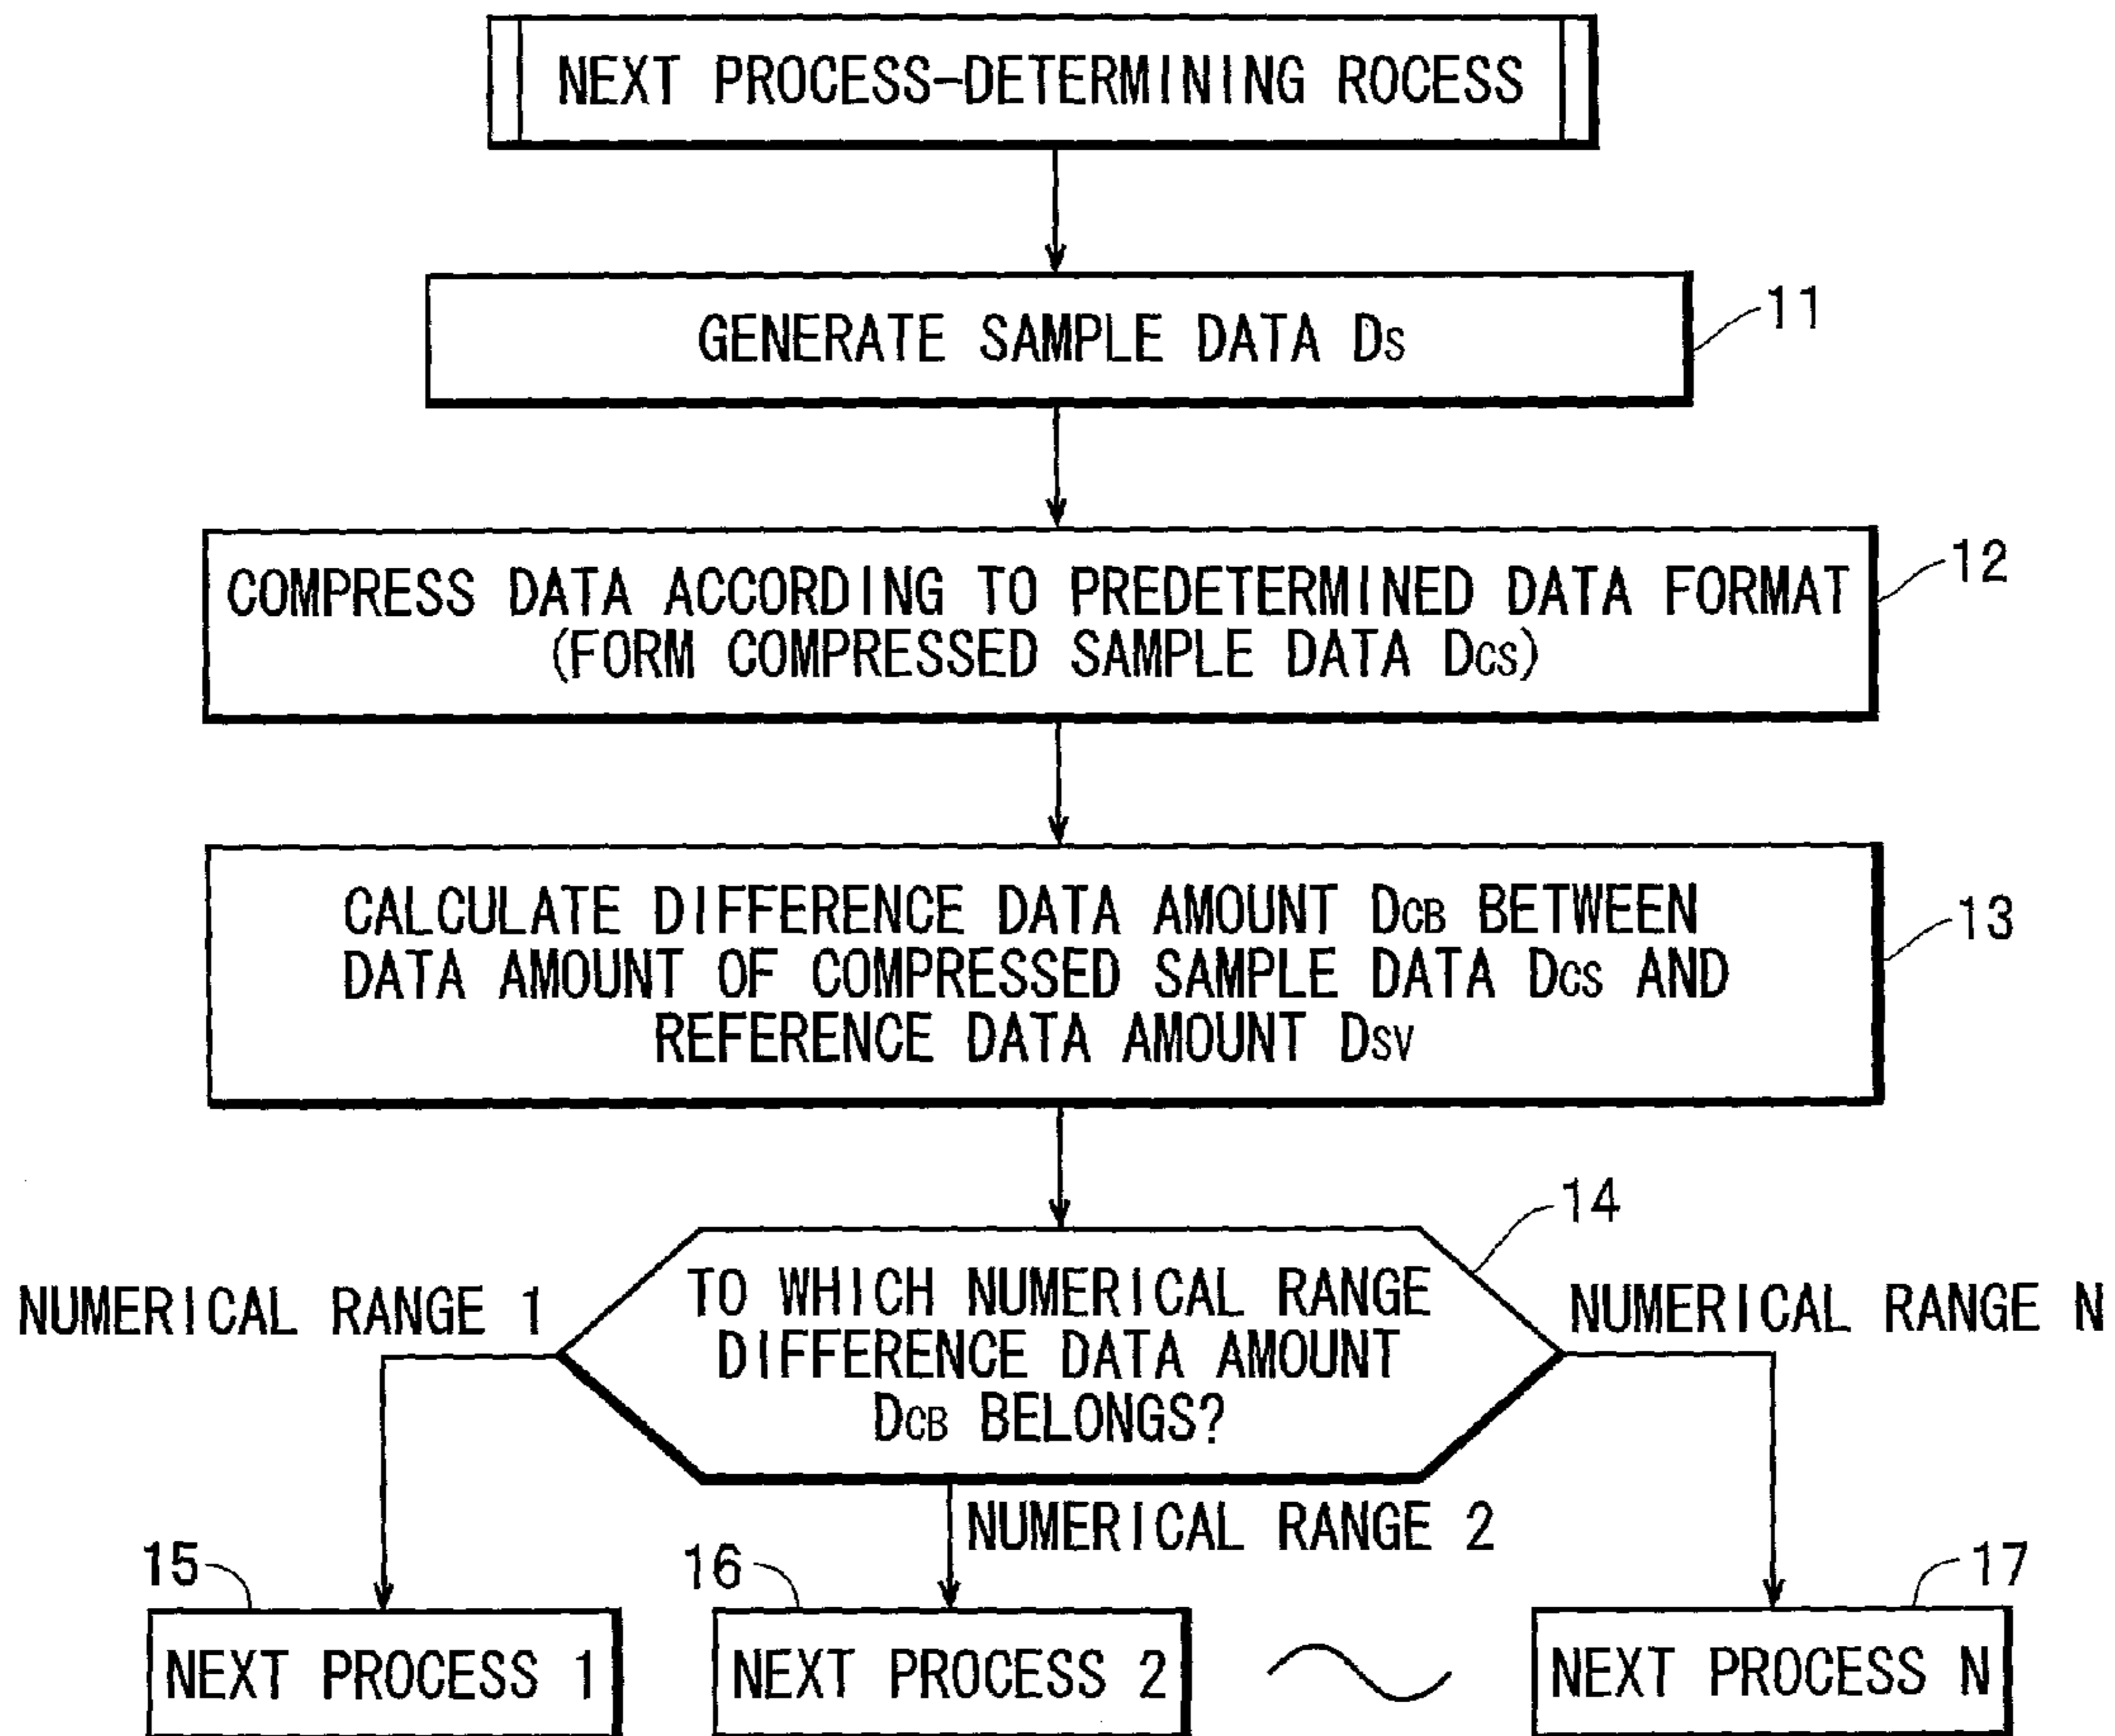 NEXT PROCESS-DETERMINING ROCESS
GENERATE SAMPLE DATA DS
11
COMPRESS DATA ACCORDING TO PREDETERMINED DATA FORMAT
(FORM COMPRESSED SAMPLE DATA DCS)
12
CALCULATE DIFFERENCE DATA AMOUNT DCB BETWEEN
DATA AMOUNT OF COMPRESSED SAMPLE DATA DCS AND
REFERENCE DATA AMOUNT DSV
13
14
TO WHICH NUMERICAL RANGE
DIFFERENCE DATA AMOUNT
DCB BELONGS?
NUMERICAL RANGE 1
NUMERICAL RANGE N
NUMERICAL RANGE 2
15
16
17
NEXT PROCESS 1
NEXT PROCESS 2
NEXT PROCESS N